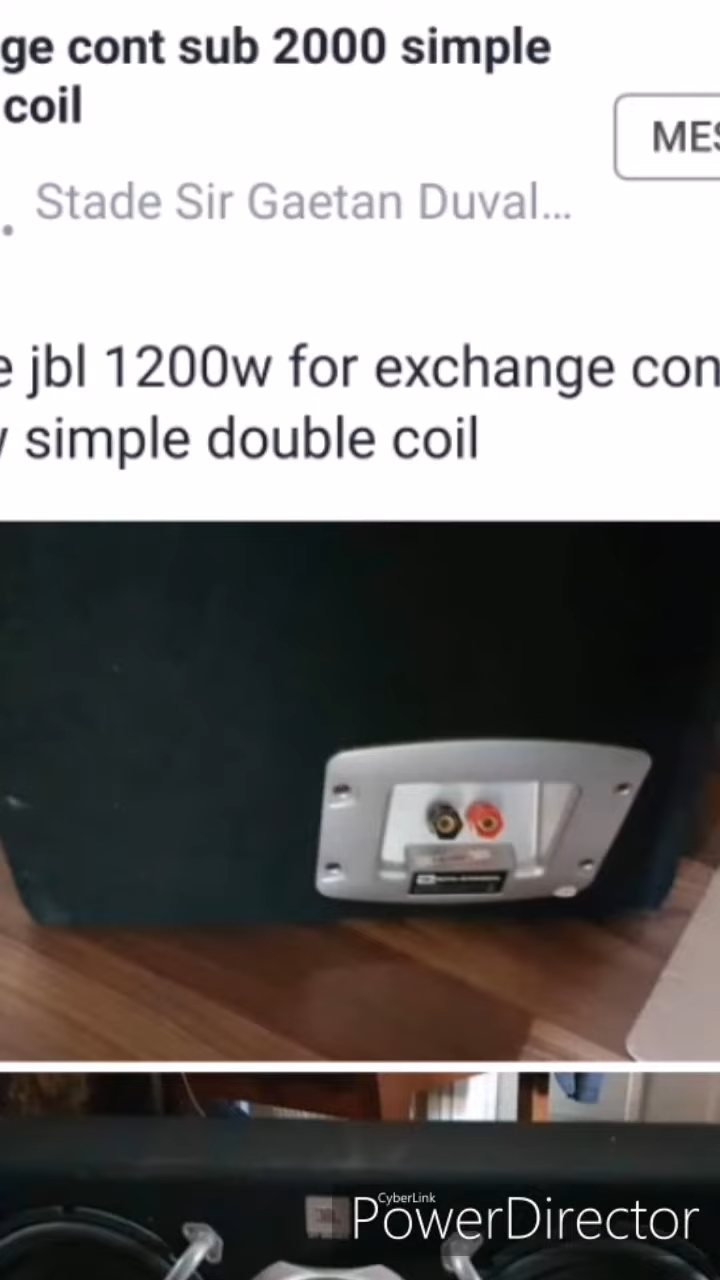 ge cont sub 2000 simple
coil
MES
Stade Sir Gaetan Duval...
e jbl 1200w for exchange con
simple double coil
JBL
CyberLink
PowerDirector